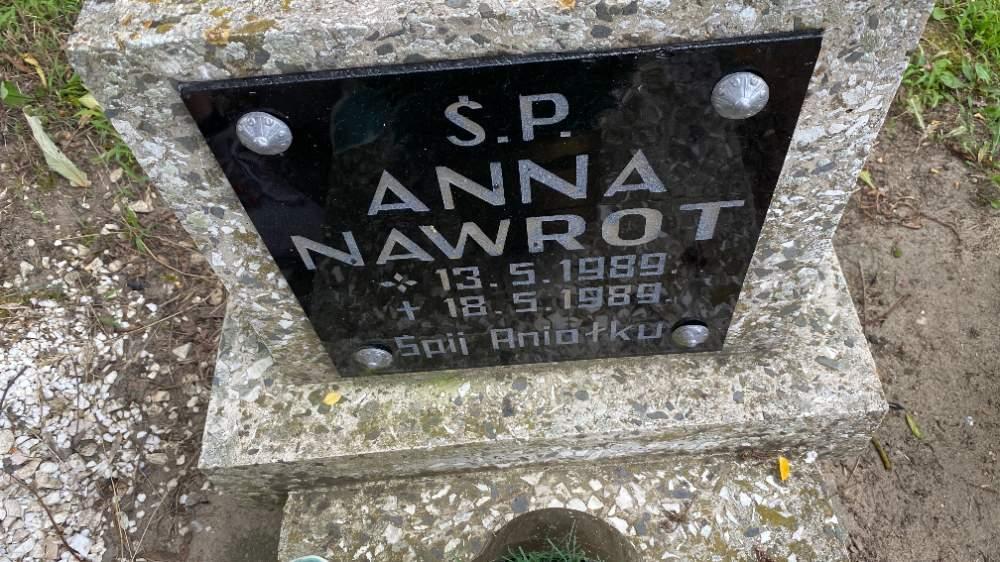 Ś.P.
ANNA
NAWROT
13.5.1989
+ 18.5.1989
Śpij Aniołku